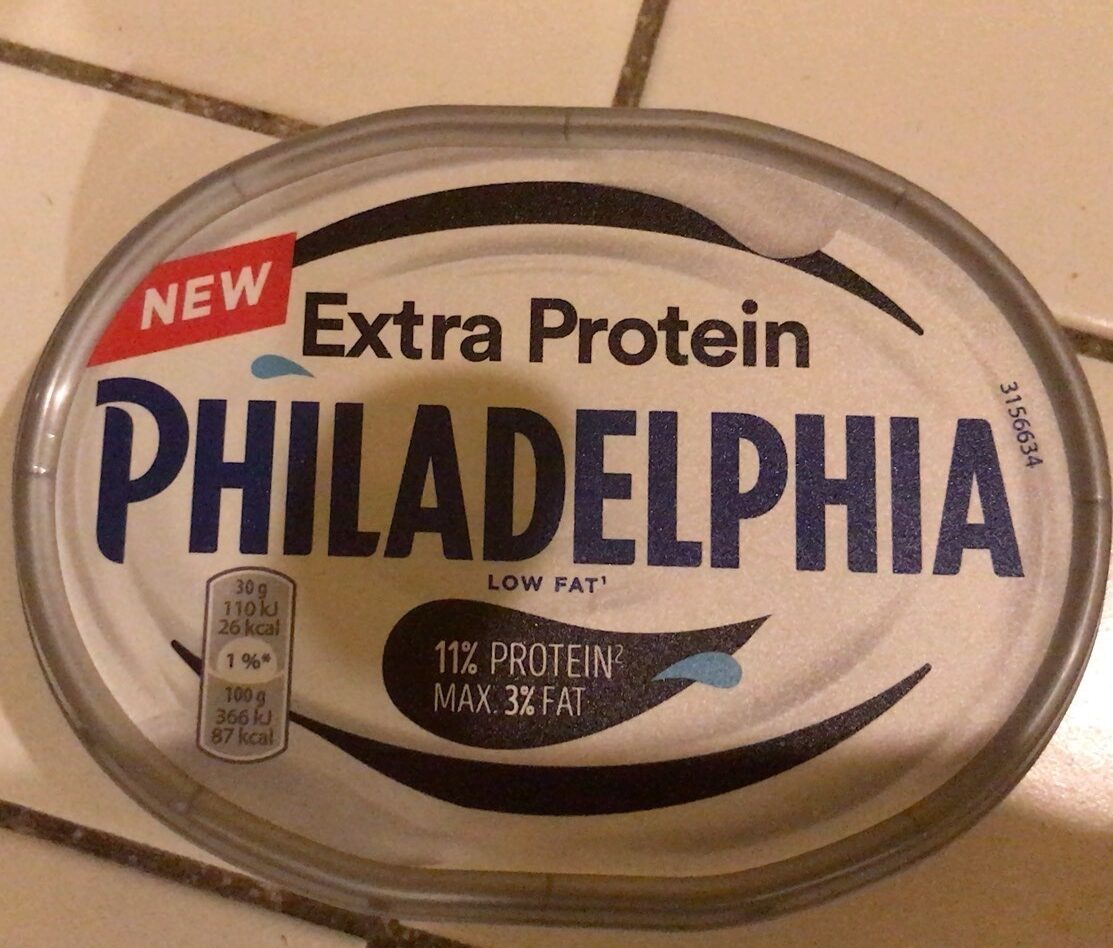 NEW
Extra Protein
PHILADELPHIA
3156634
LOW FAT¹
30 g
110 kJ
26 kcal
1 %*
100 g
366 kJ
87 kcal
11% PROTEIN²
MAX. 3% FAT